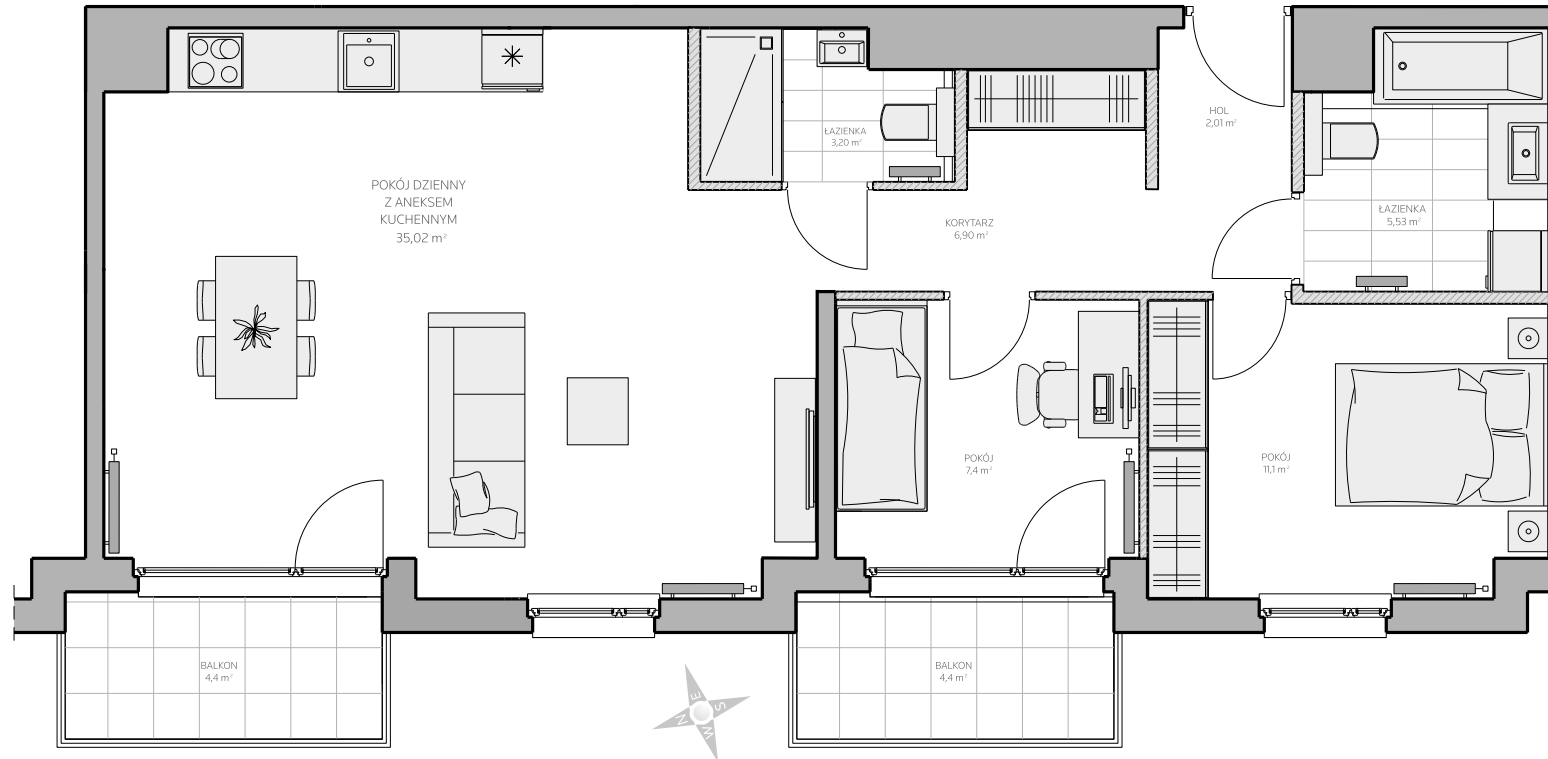 HOL
2,01 m²
ŁAZIENKA
3,20 m²
POKÓJ DZIENNY
Z ANEKSEM
KUCHENNYM
35,02 m²
KORYTARZ
6,90 m²
ŁAZIENKA
5,53 m²
POKÓJ
7,4 m²
POKÓJ
11,1 m²
BALKON
4,4 m²
BALKON
4,4 m²
E
S
N
W